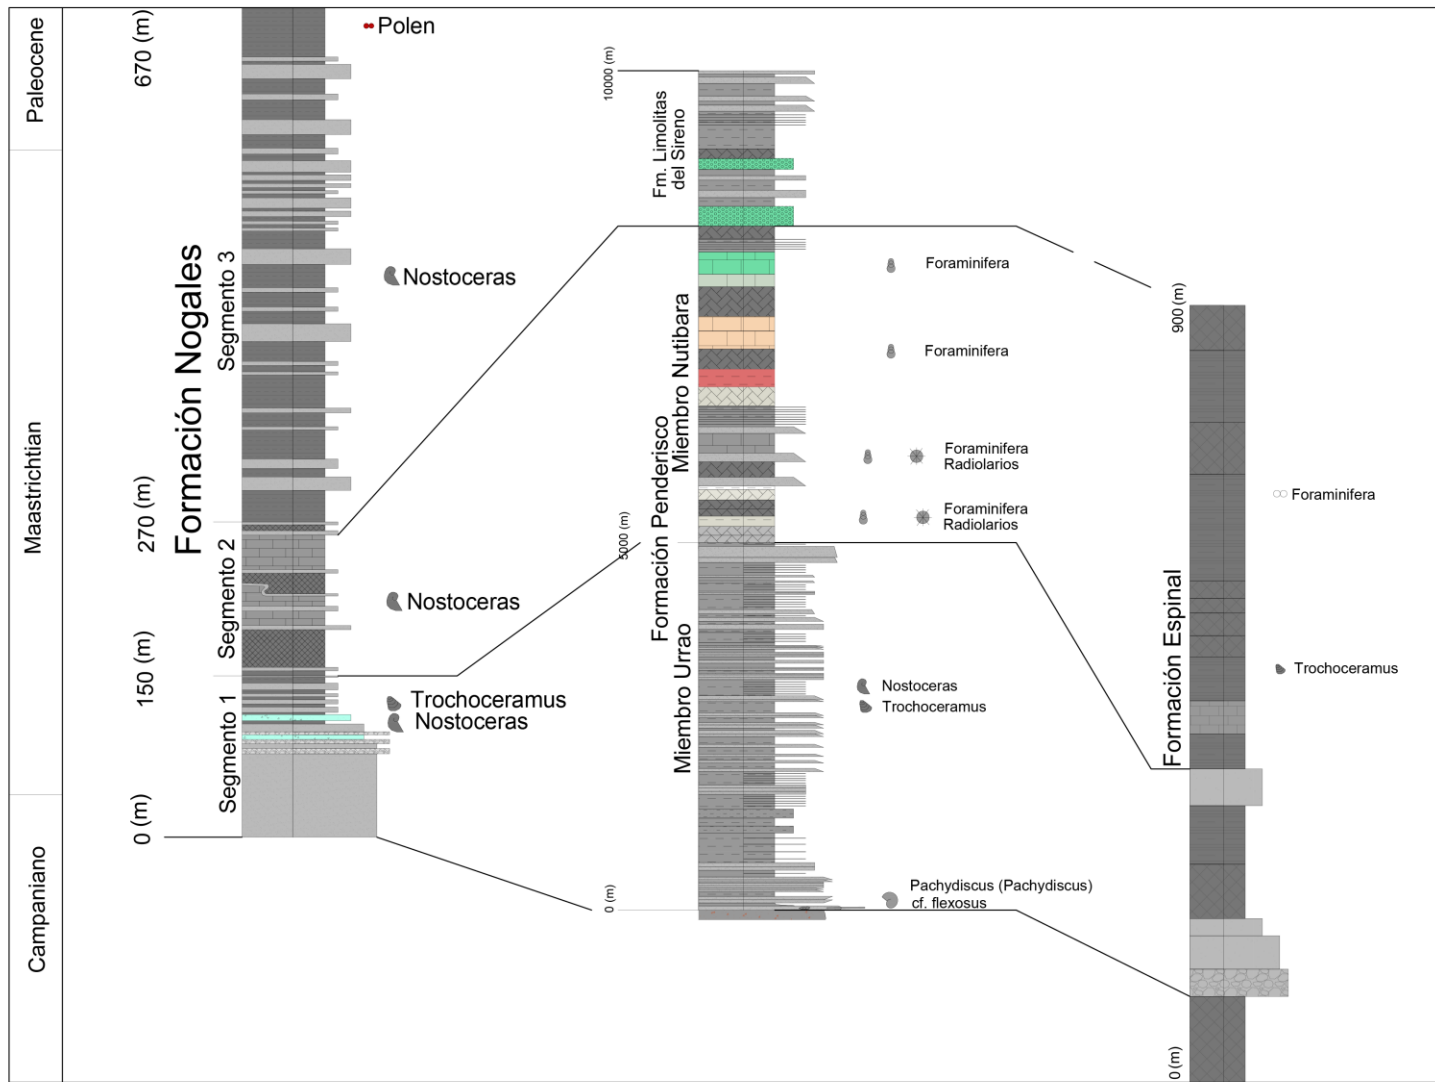 Paleocene
Maastrichtian
Campaniano
670 (m)
270 (m)
150 (m)
0 (m)
Formación Nogales
Segmento 3
Segmento 2
Segmento 1
Polen
Nostoceras
Nostoceras
Trochoceramus
Nostoceras
10000 (m)
5000 (m)
0 (m)
Fm. Limolitas
del Sireno
Formación Penderisco
Miembro Nutibara
Miembro Urrao
Foraminifera
Foraminifera
Foraminifera
Radiolarios
Foraminifera
Radiolarios
Nostoceras
Trochoceramus
Pachydiscus (Pachydiscus)
cf. flexosus
900 (m)
0 (m)
Formación Espinal
Foraminifera
Trochoceramus